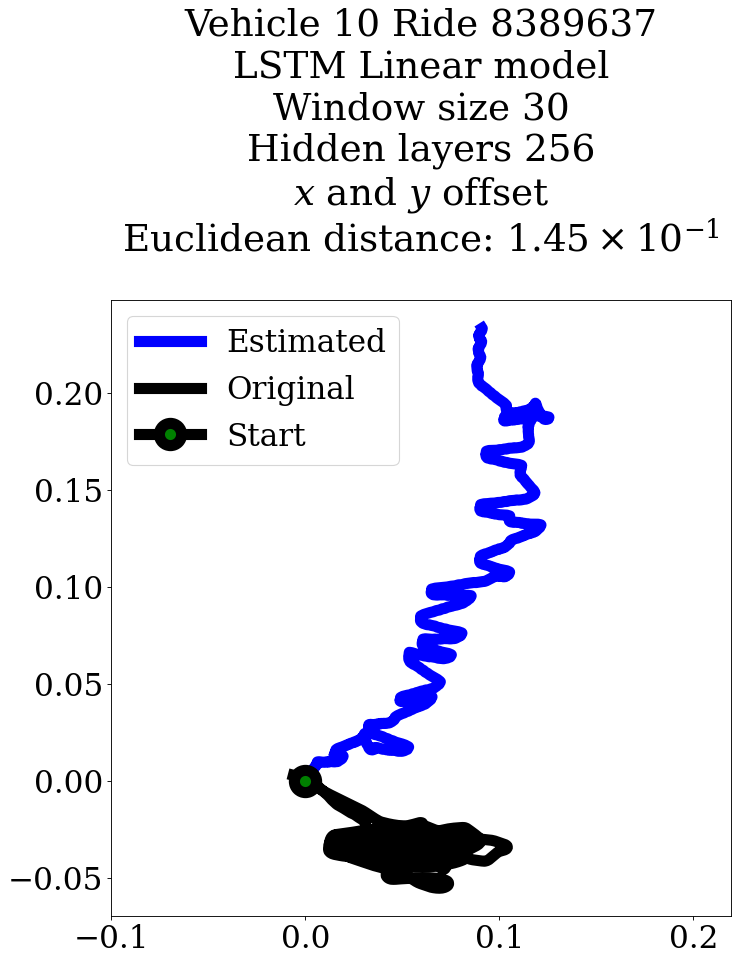 Vehicle 10 Ride 8389637
LSTM Linear model
Window size 30
Hidden layers 256
x and y offset
Euclidean distance: 1.45 × 10⁻¹
Estimated
Original
Start
0.20
0.15
0.10
0.05
0.00
−0.05
−0.1 0.0 0.1 0.2